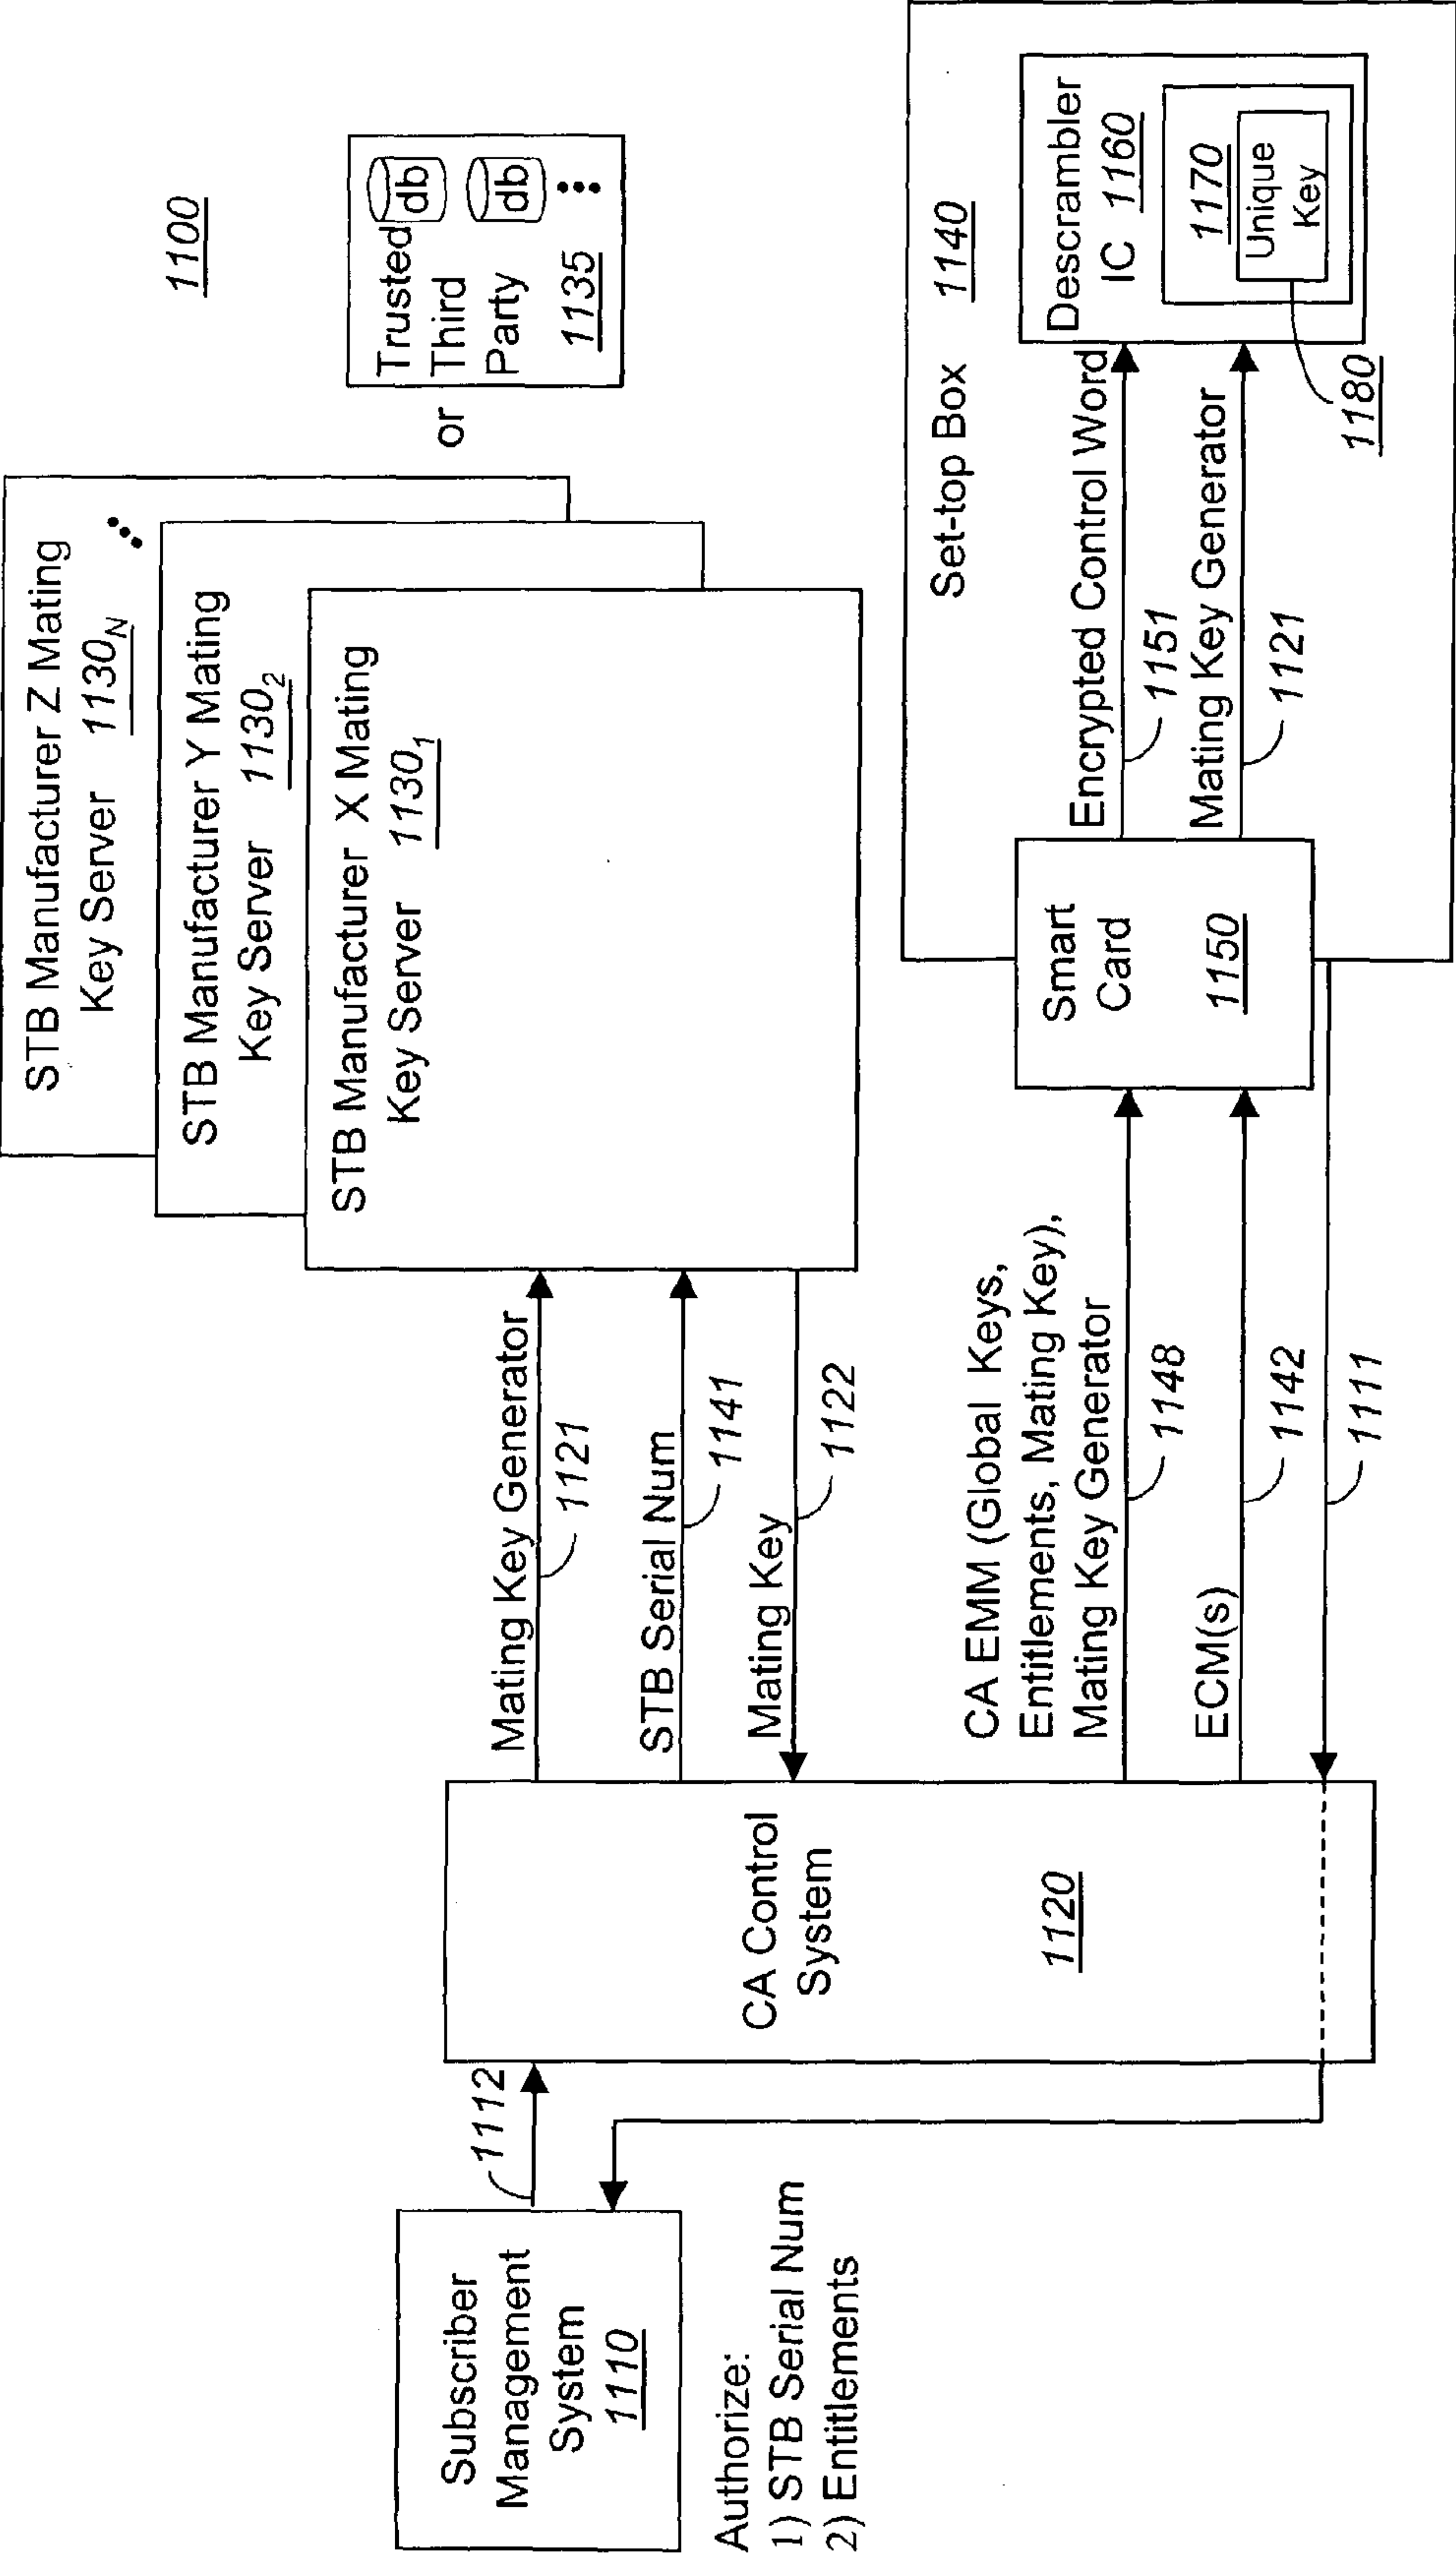 1100
STB Manufacturer Z Mating
Key Server 1130N
STB Manufacturer Y Mating
Key Server 11302
STB Manufacturer X Mating
Key Server 11301
or
Trusted
Third
Party
1135
db
db
Subscriber
Management
System
1110
1112
Authorize:
1) STB Serial Num
2) Entitlements
CA Control
System
1120
Mating Key Generator
1121
STB Serial Num
1141
Mating Key
1122
CA EMM (Global Keys,
Entitlements, Mating Key),
Mating Key Generator
1148
ECM(s)
1142
1111
Set-top Box 1140
Smart
Card
1150
Encrypted Control Word
1151
Mating Key Generator
1121
Descrambler
IC 1160
1170
Unique
Key
1180